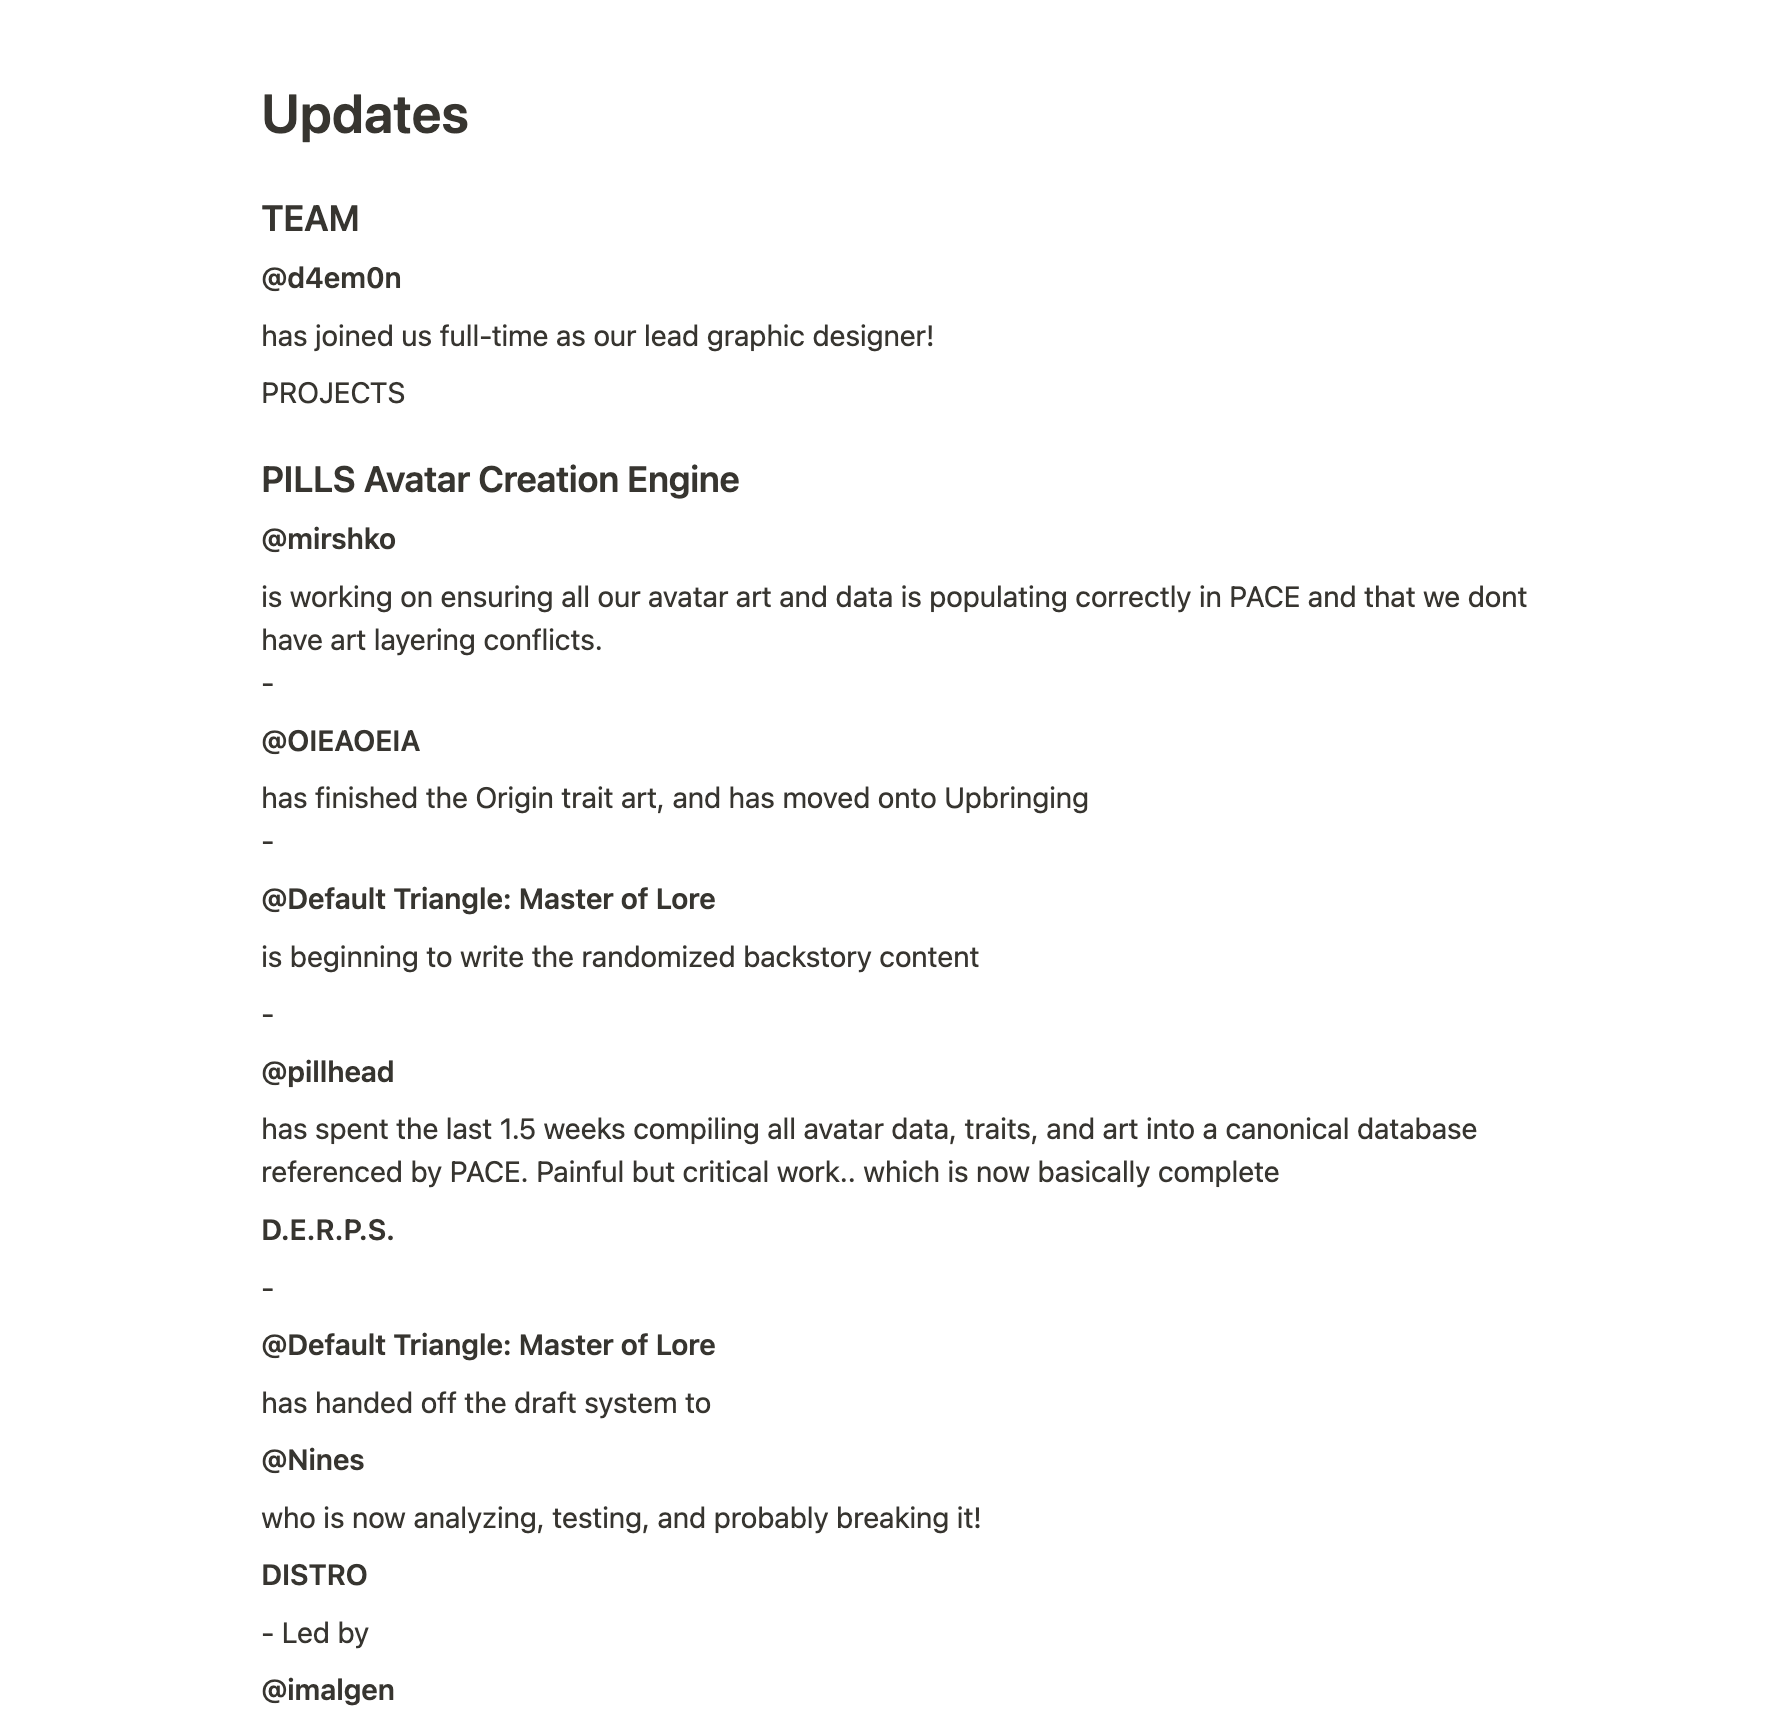 Updates
TEAM
@d4em0n
has joined us full-time as our lead graphic designer!
PROJECTS
PILLS Avatar Creation Engine
@mirshko
is working on ensuring all our avatar art and data is populating correctly in PACE and that we dont
have art layering conflicts.
-
@OIEAOEIA
has finished the Origin trait art, and has moved onto Upbringing
-
@Default Triangle: Master of Lore
is beginning to write the randomized backstory content
-
@pillhead
has spent the last 1.5 weeks compiling all avatar data, traits, and art into a canonical database
referenced by PACE. Painful but critical work.. which is now basically complete
D.E.R.P.S.
-
@Default Triangle: Master of Lore
has handed off the draft system to
@Nines
who is now analyzing, testing, and probably breaking it!
DISTRO
- Led by
@imalgen